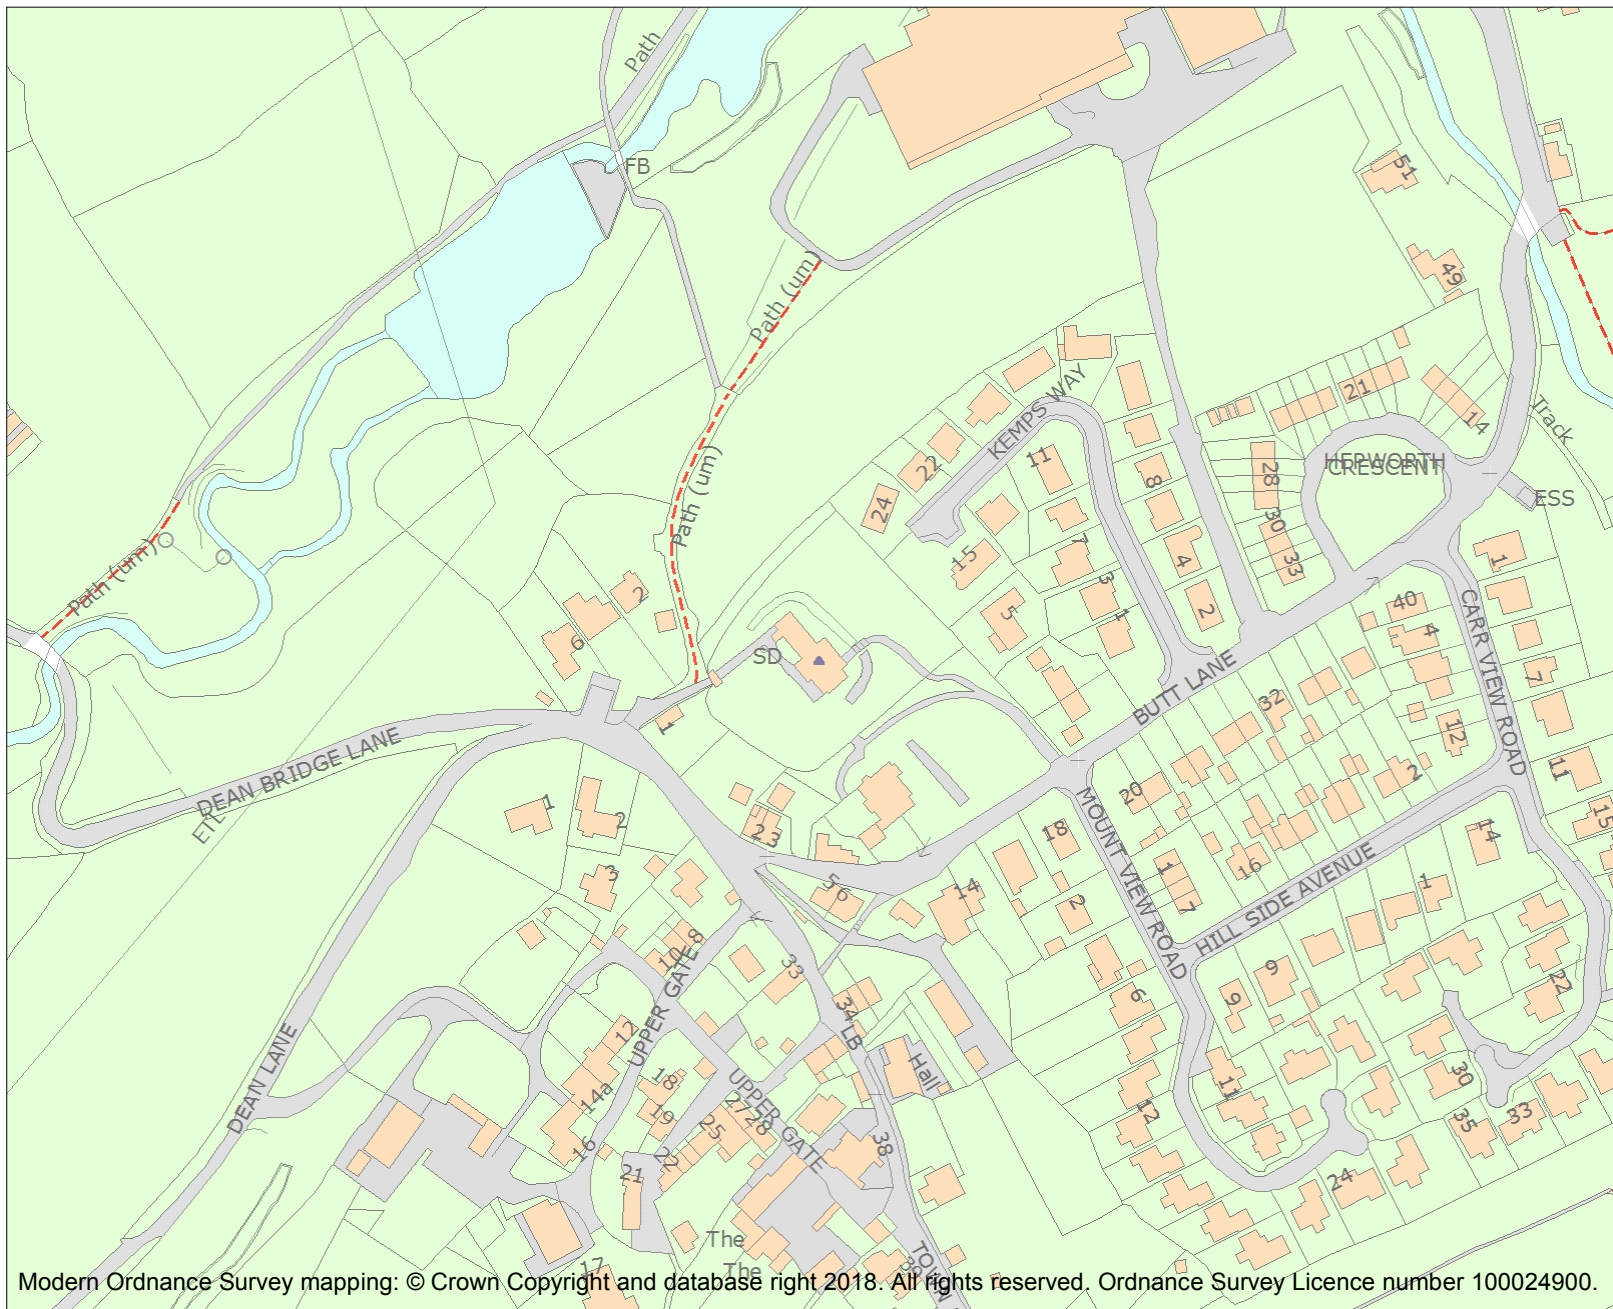 Path
FB
51
Path (um)
49
KEMPS WAY
21
14
Track
22
11
HEPWORTH
CRESCENT
28
8
24
Path (um)
ESS
30
7
15
33
4
1
Path (um)
2
3
5
1
2
40
4
CARR VIEW ROAD
6
SD
BUTT LANE
7
32
1
12
DEAN BRIDGE LANE
ETL
1
2
20
2
11
MOUNT VIEW ROAD
15
2
3
18
14
1
16
HILL SIDE AVENUE
3
5
6
14
2
7
1
10
8
UPPER GATE
33
9
9
22
6
34
LB
12
DEAN LANE
Hall
14a
18
UPPER GATE
19
27
28
25
11
30
12
35
33
16
22
38
21
24
The
The
17
TOWN
39
Modern Ordnance Survey mapping: © Crown Copyright and database right 2018. All rights reserved. Ordnance Survey Licence number 100024900.